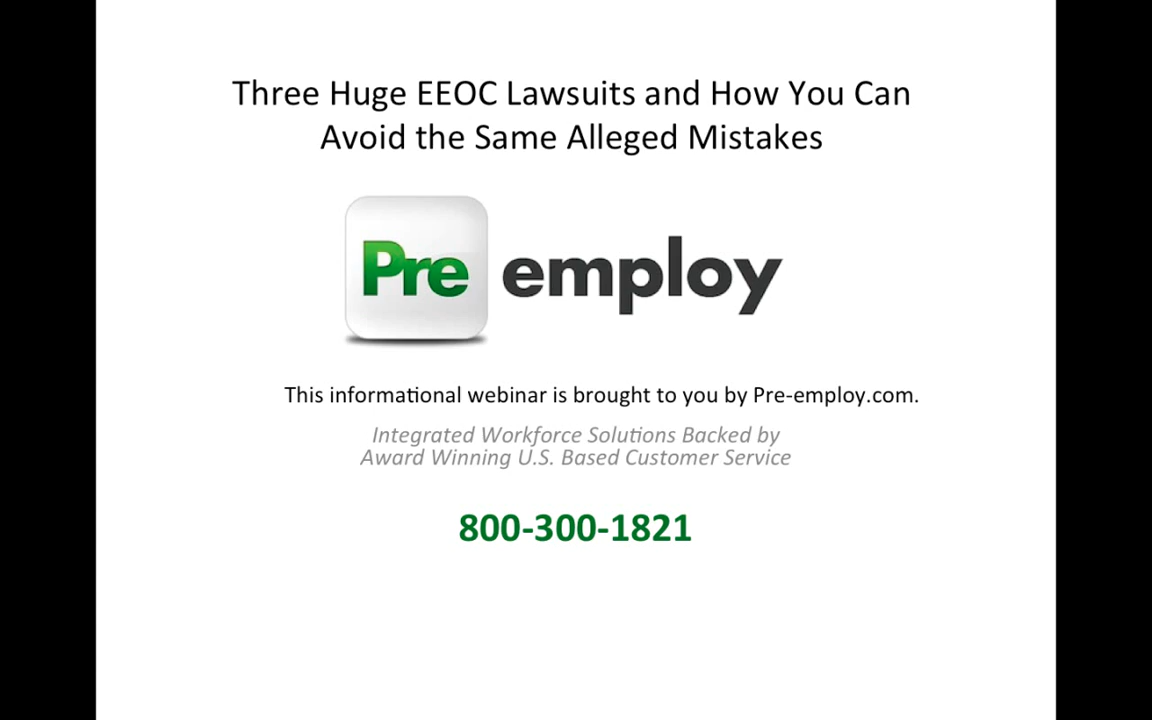 Three Huge EEOC Lawsuits and How You Can
Avoid the Same Alleged Mistakes
Pre employ
This informational webinar is brought to you by Pre-employ.com.
Integrated Workforce Solutions Backed by
Award Winning U.S. Based Customer Service
800-300-1821